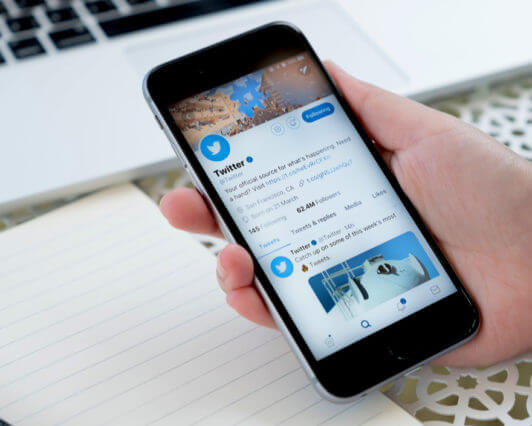 Following
Twitter
@Twitter
Your official source for what's happening. Need
a hand? Visit
San Francisco, CA
Born on 21 March
145 Following 62.4M Followers
Tweets Tweets & replies Media Likes
Twitter @Twitter 14h
Catch up on some of this week's most
🔥 Tweets.